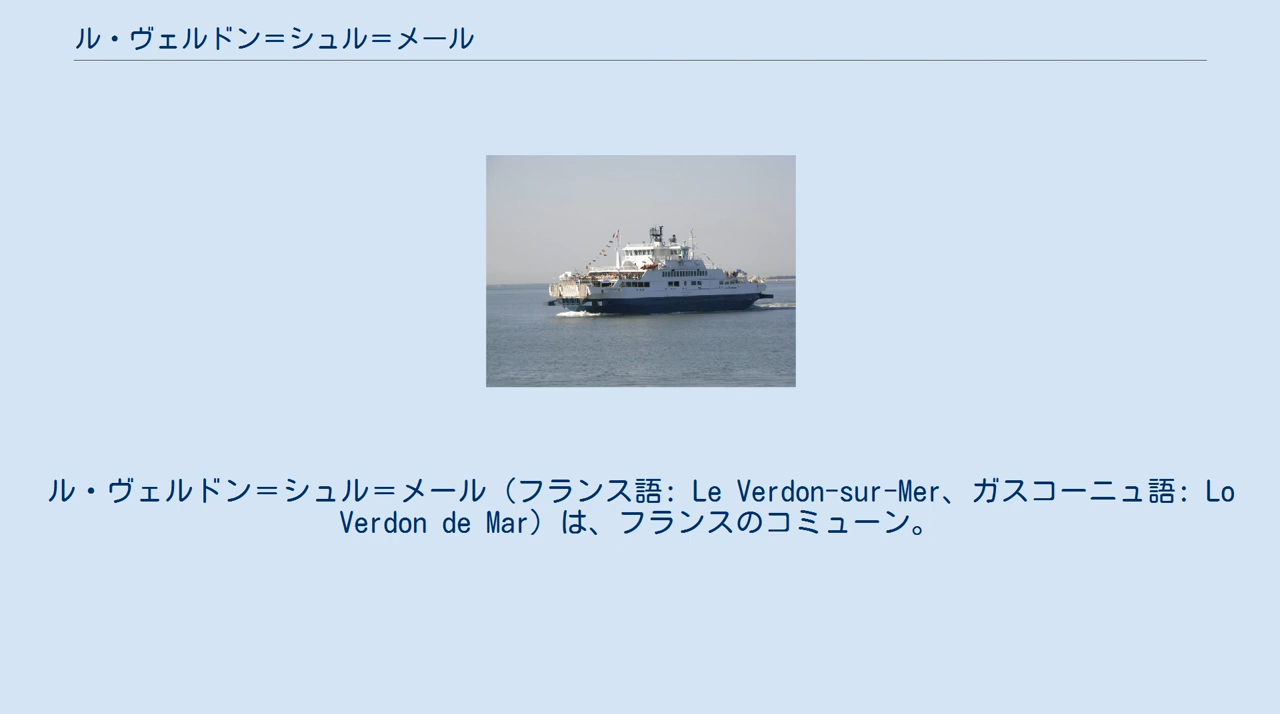 ル・ヴェルドン＝シュル＝メール
ル・ヴェルドン＝シュル＝メール（フランス語: Le Verdon-sur-Mer、ガスコーニュ語: Lo
Verdon de Mar）は、フランスのコミューン。